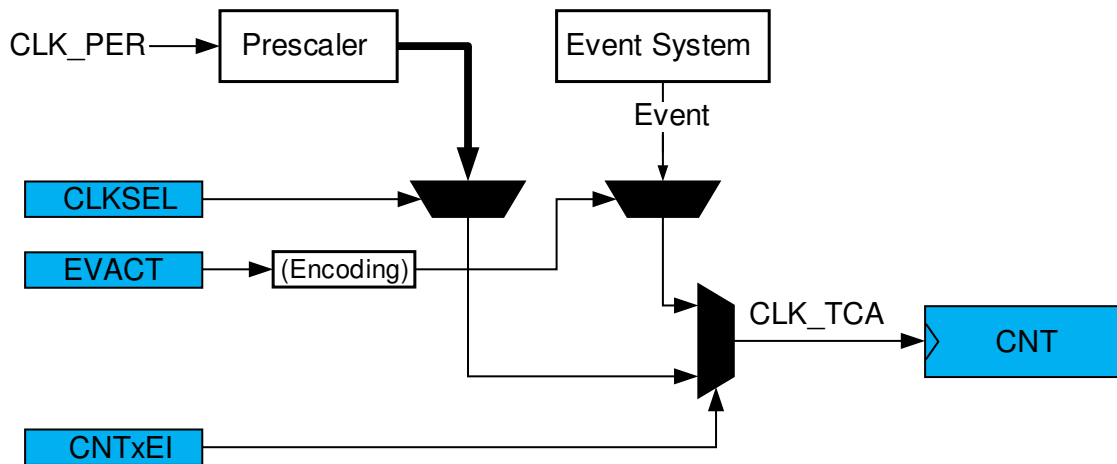 CLK_PER
Prescaler
Event System
Event
CLKSEL
EVACT
(Encoding)
CLK_TCA
CNT
CNTxEI